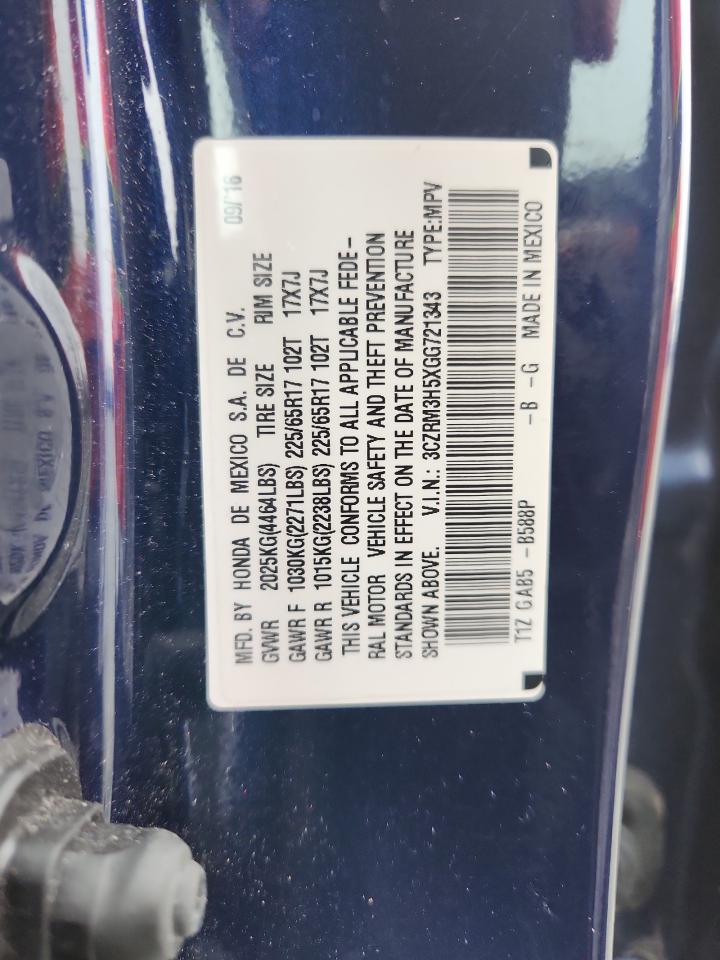 09/'16
MFD. BY HONDA DE MEXICO S.A. DE C.V.
GVWR 2025KG(4464LBS) TIRE SIZE RIM SIZE
GAWR F 1030KG(2271LBS) 225/65R17 102T 17X7J
GAWR R 1015KG(2238LBS) 225/65R17 102T 17X7J
THIS VEHICLE CONFORMS TO ALL APPLICABLE FEDE-
RAL MOTOR VEHICLE SAFETY AND THEFT PREVENTION
STANDARDS IN EFFECT ON THE DATE OF MANUFACTURE
SHOWN ABOVE. V.I.N.: 3CZRM3H5XGG721343 TYPE:MPV
T1Z GAB5 -B588P -B -G MADE IN MEXICO
MEXICO